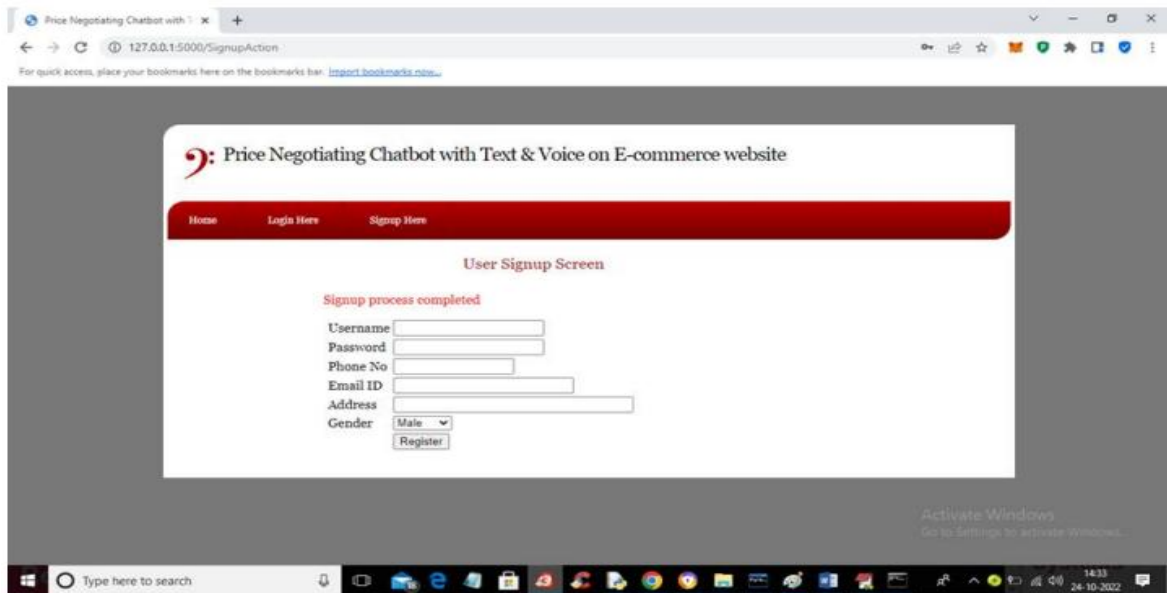 Price Negotiating Chatbot with T
127.0.0.1:5000/SignupAction
For quick access, place your bookmarks here on the bookmarks bar. Import bookmarks now...
Price Negotiating Chatbot with Text & Voice on E-commerce website
Home Login Here Signup Here
User Signup Screen
Signup process completed
Username
Password
Phone No
Email ID
Address
Gender Male
Register
Activate Windows
Go to Settings to activate Windows.
Type here to search
14:33
24-10-2022